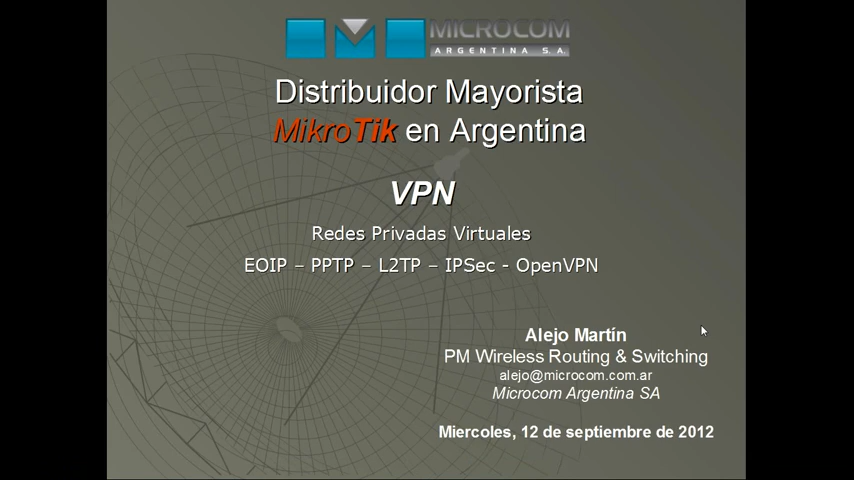 MICROCOM
ARGENTINA S.A.
Distribuidor Mayorista
MikroTik en Argentina
VPN
Redes Privadas Virtuales
EOIP – PPTP – L2TP – IPSec - OpenVPN
Alejo Martín
PM Wireless Routing & Switching
alejo@microcom.com.ar
Microcom Argentina SA
Miercoles, 12 de septiembre de 2012